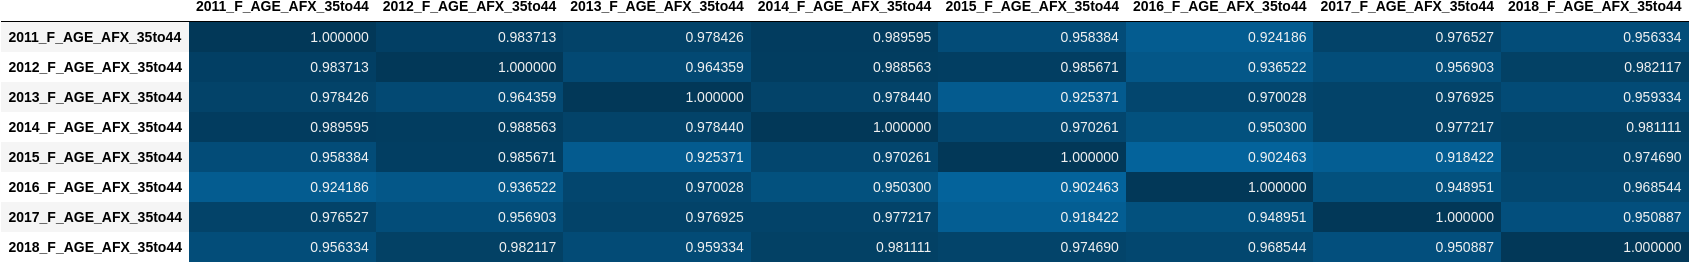 2011_F_AGE_AFX_35to44 2012_F_AGE_AFX_35to44 2013_F_AGE_AFX_35to44 2014_F_AGE_AFX_35to44 2015_F_AGE_AFX_35to44 2016_F_AGE_AFX_35to44 2017_F_AGE_AFX_35to44 2018_F_AGE_AFX_35to44
2011_F_AGE_AFX_35to44 1.000000 0.983713 0.978426 0.989595 0.958384 0.924186 0.976527 0.956334
2012_F_AGE_AFX_35to44 0.983713 1.000000 0.964359 0.988563 0.985671 0.936522 0.956903 0.982117
2013_F_AGE_AFX_35to44 0.978426 0.964359 1.000000 0.978440 0.925371 0.970028 0.976925 0.959334
2014_F_AGE_AFX_35to44 0.989595 0.988563 0.978440 1.000000 0.970261 0.950300 0.977217 0.981111
2015_F_AGE_AFX_35to44 0.958384 0.985671 0.925371 0.970261 1.000000 0.902463 0.918422 0.974690
2016_F_AGE_AFX_35to44 0.924186 0.936522 0.970028 0.950300 0.902463 1.000000 0.948951 0.968544
2017_F_AGE_AFX_35to44 0.976527 0.956903 0.976925 0.977217 0.918422 0.948951 1.000000 0.950887
2018_F_AGE_AFX_35to44 0.956334 0.982117 0.959334 0.981111 0.974690 0.968544 0.950887 1.000000